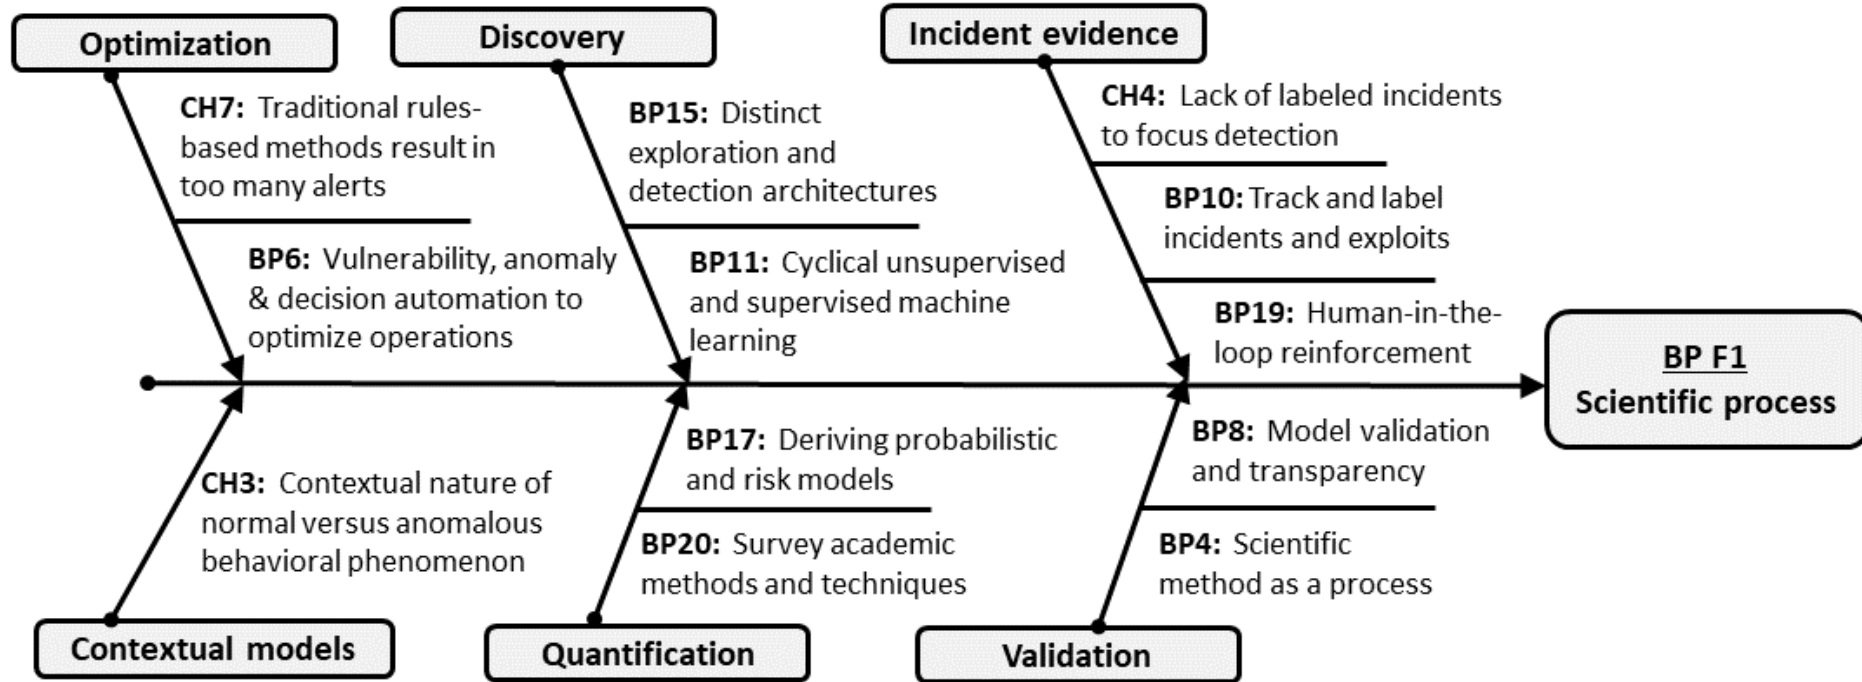 Optimization
CH7: Traditional rules-
based methods result in
too many alerts
BP6: Vulnerability, anomaly
& decision automation to
optimize operations
Discovery
BP15: Distinct
exploration and
detection architectures
BP11: Cyclical unsupervised
and supervised machine
learning
Incident evidence
CH4: Lack of labeled incidents
to focus detection
BP10: Track and label
incidents and exploits
BP19: Human-in-the-
loop reinforcement
BP F1
Scientific process
CH3: Contextual nature of
normal versus anomalous
behavioral phenomenon
Contextual models
BP17: Deriving probabilistic
and risk models
BP20: Survey academic
methods and techniques
Quantification
BP8: Model validation
and transparency
BP4: Scientific
method as a process
Validation